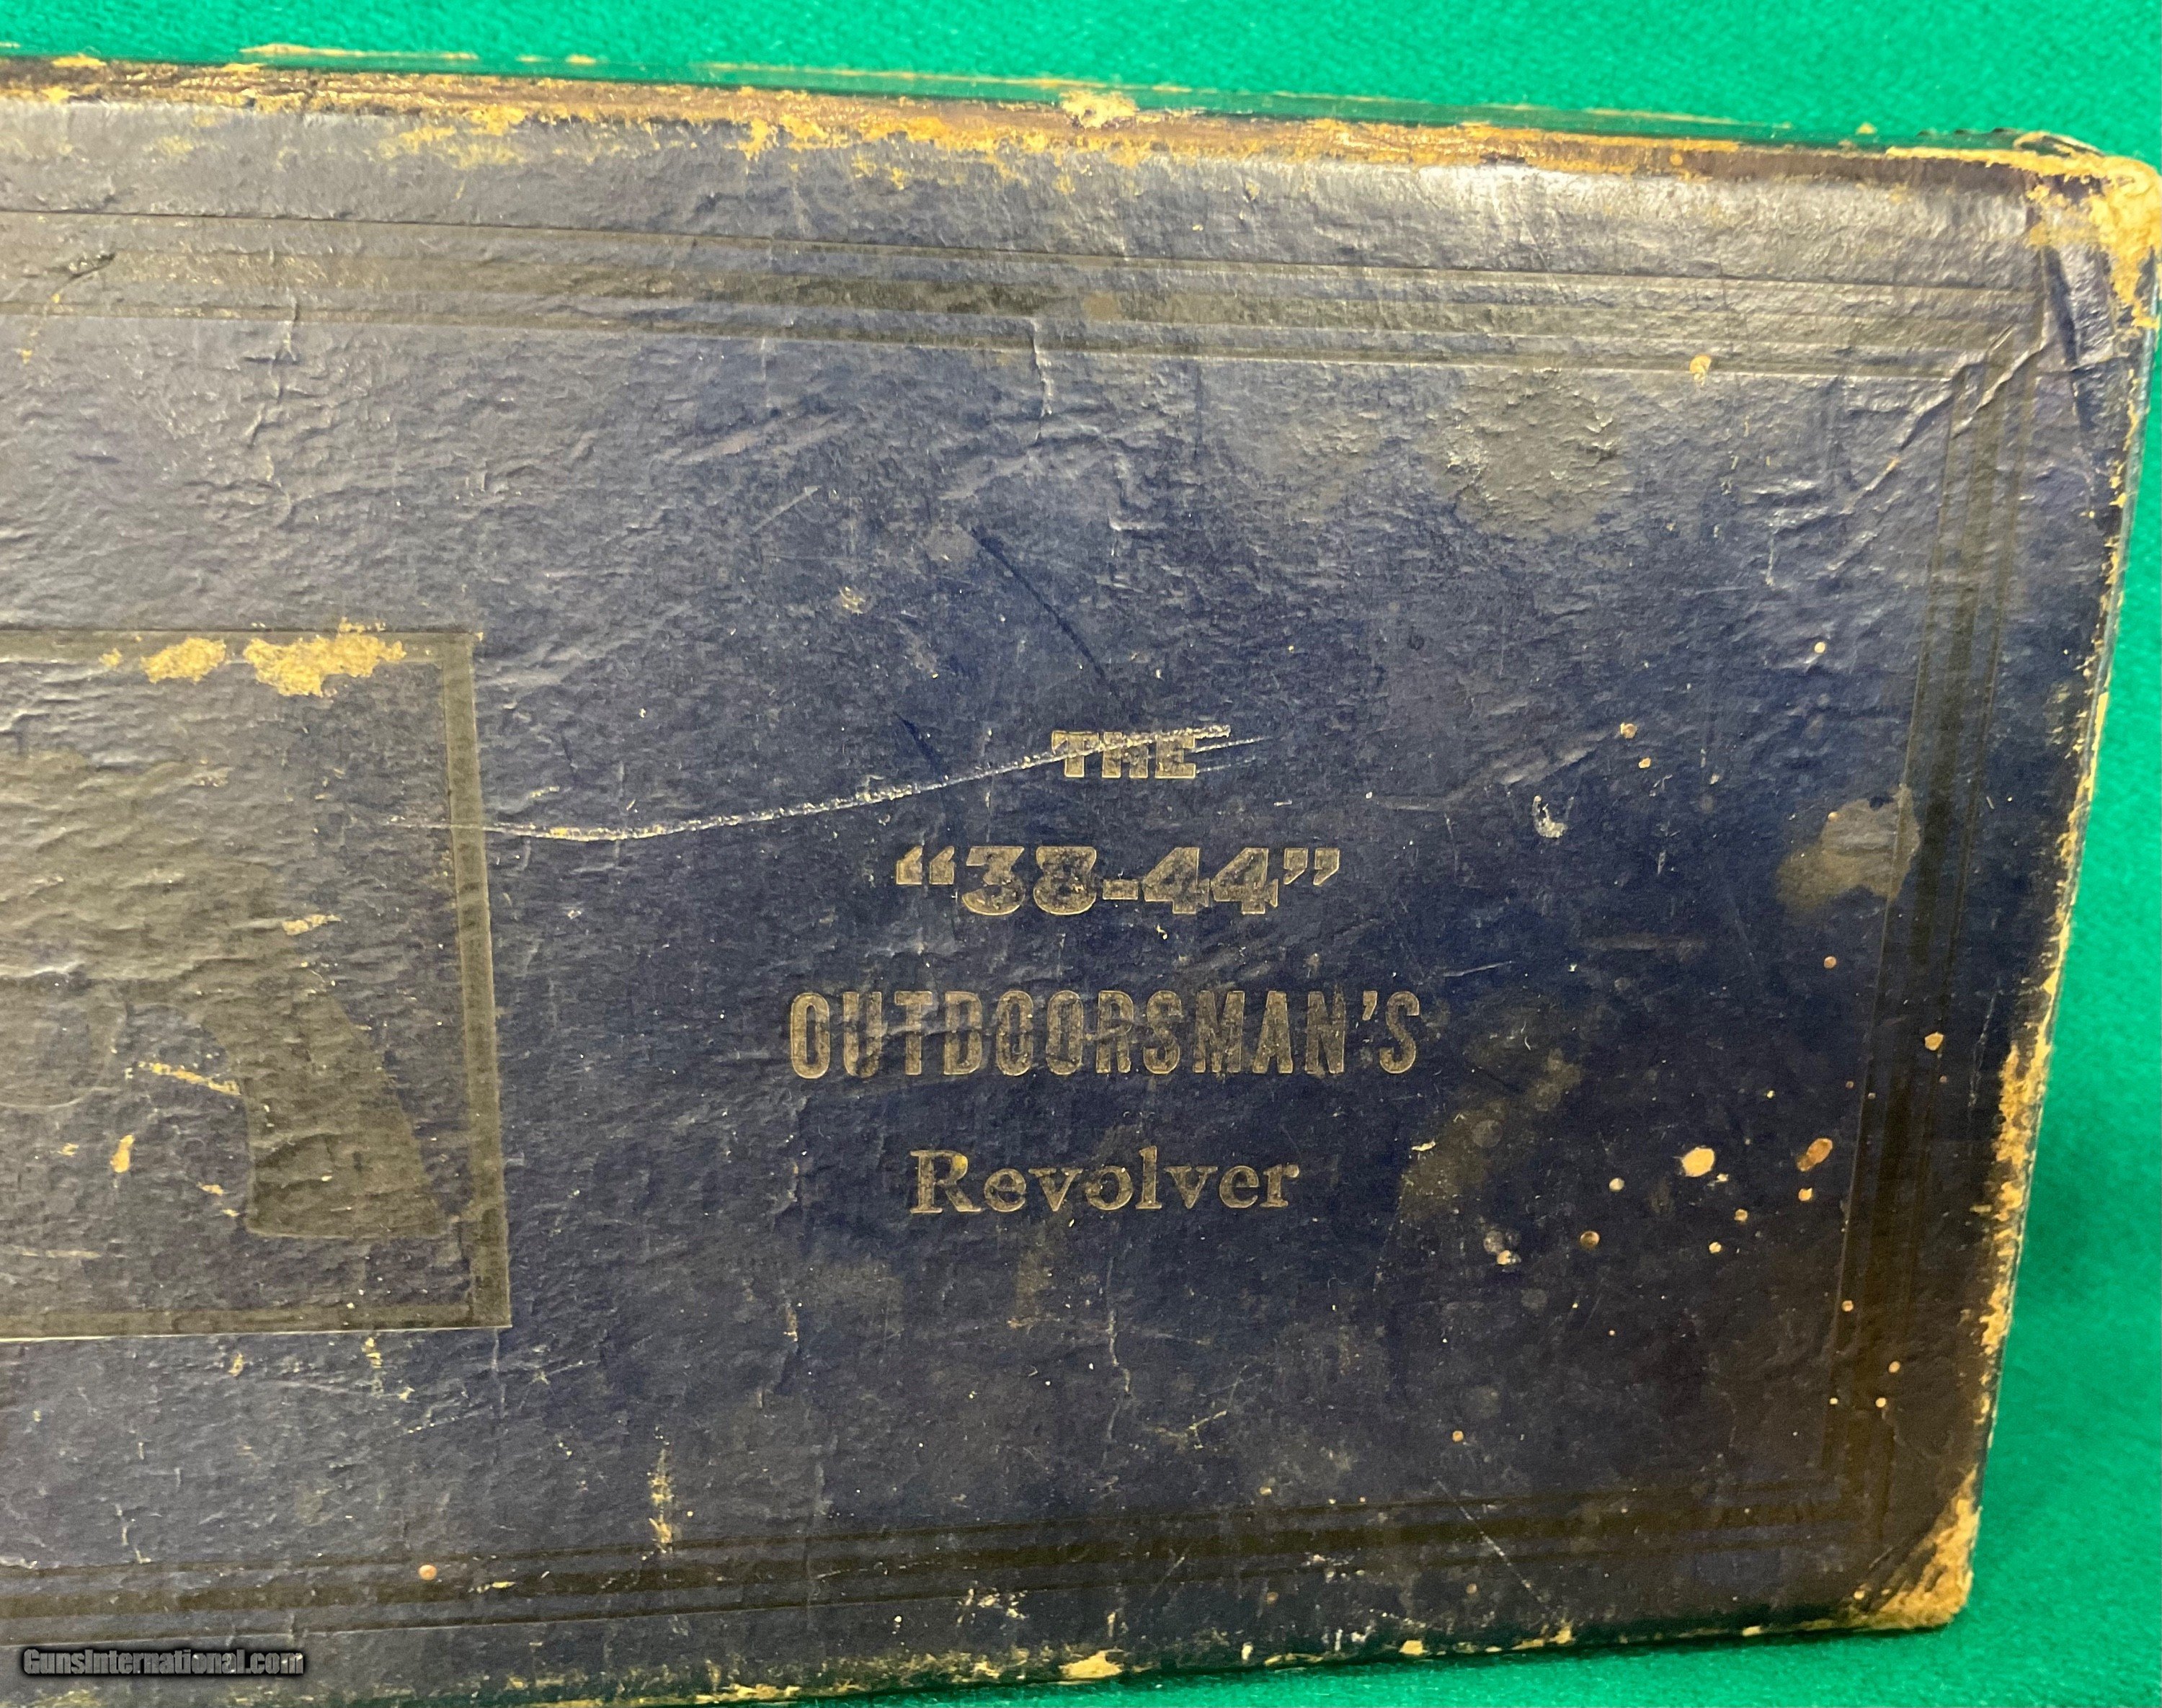 THE
“38-44”
OUTDOORSMAN'S
Revolver
GunsInternational.com